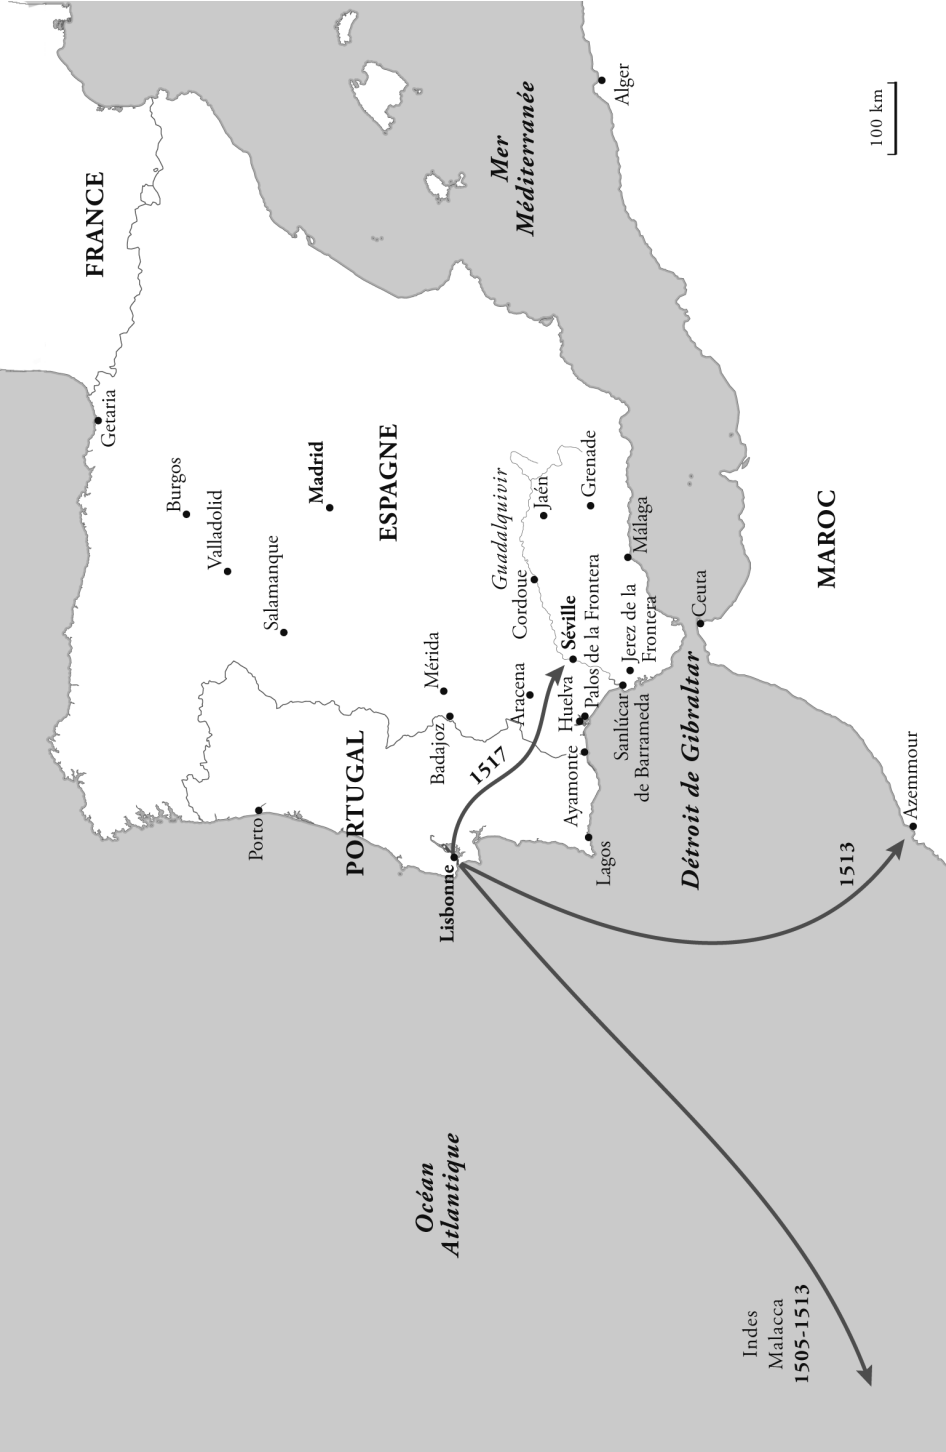 FRANCE
Getaria
Burgos
Valladolid
Salamanque
Madrid
ESPAGNE
PORTUGAL
Porto
Lisbonne
Mérida
Badajoz
1517
Aracena
Guadalquivir
Cordoue
Jaén
Grenade
Séville
Huelva
Palos de la Frontera
Ayamonte
Lagos
Sanlúcar
de Barrameda
Jerez de la
Frontera
Málaga
Ceuta
Détroit de Gibraltar
MAROC
Mer
Méditerranée
Alger
100 km
Azemmour
1513
Océan
Atlantique
Indes
Malacca
1505-1513